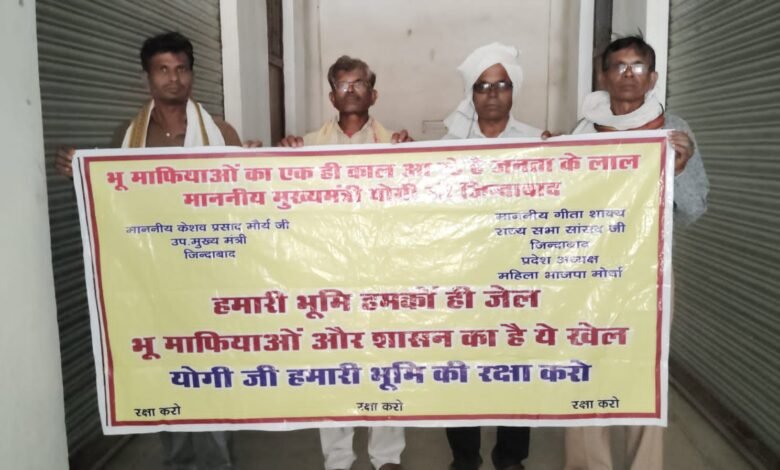 भू माफियाओं का एक ही काल आ गये है जनता के लाल
माननीय मुख्यमंत्री योगी जी जिन्दाबाद
माननीय केशव प्रसाद मौर्य जी
उप.मुख्य मंत्री
जिन्दाबाद
माननीय गीता शाक्य
राज्य सभा सांसद जी
जिन्दाबाद
प्रदेश अध्यक्ष
महिला भाजपा मोर्चा
हमारी भूमि हमकों ही जेल
भू माफियाओं और शासन का है ये खेल
योगी जी हमारी भूमि की रक्षा करो
रक्षा करो रक्षा करो रक्षा करो